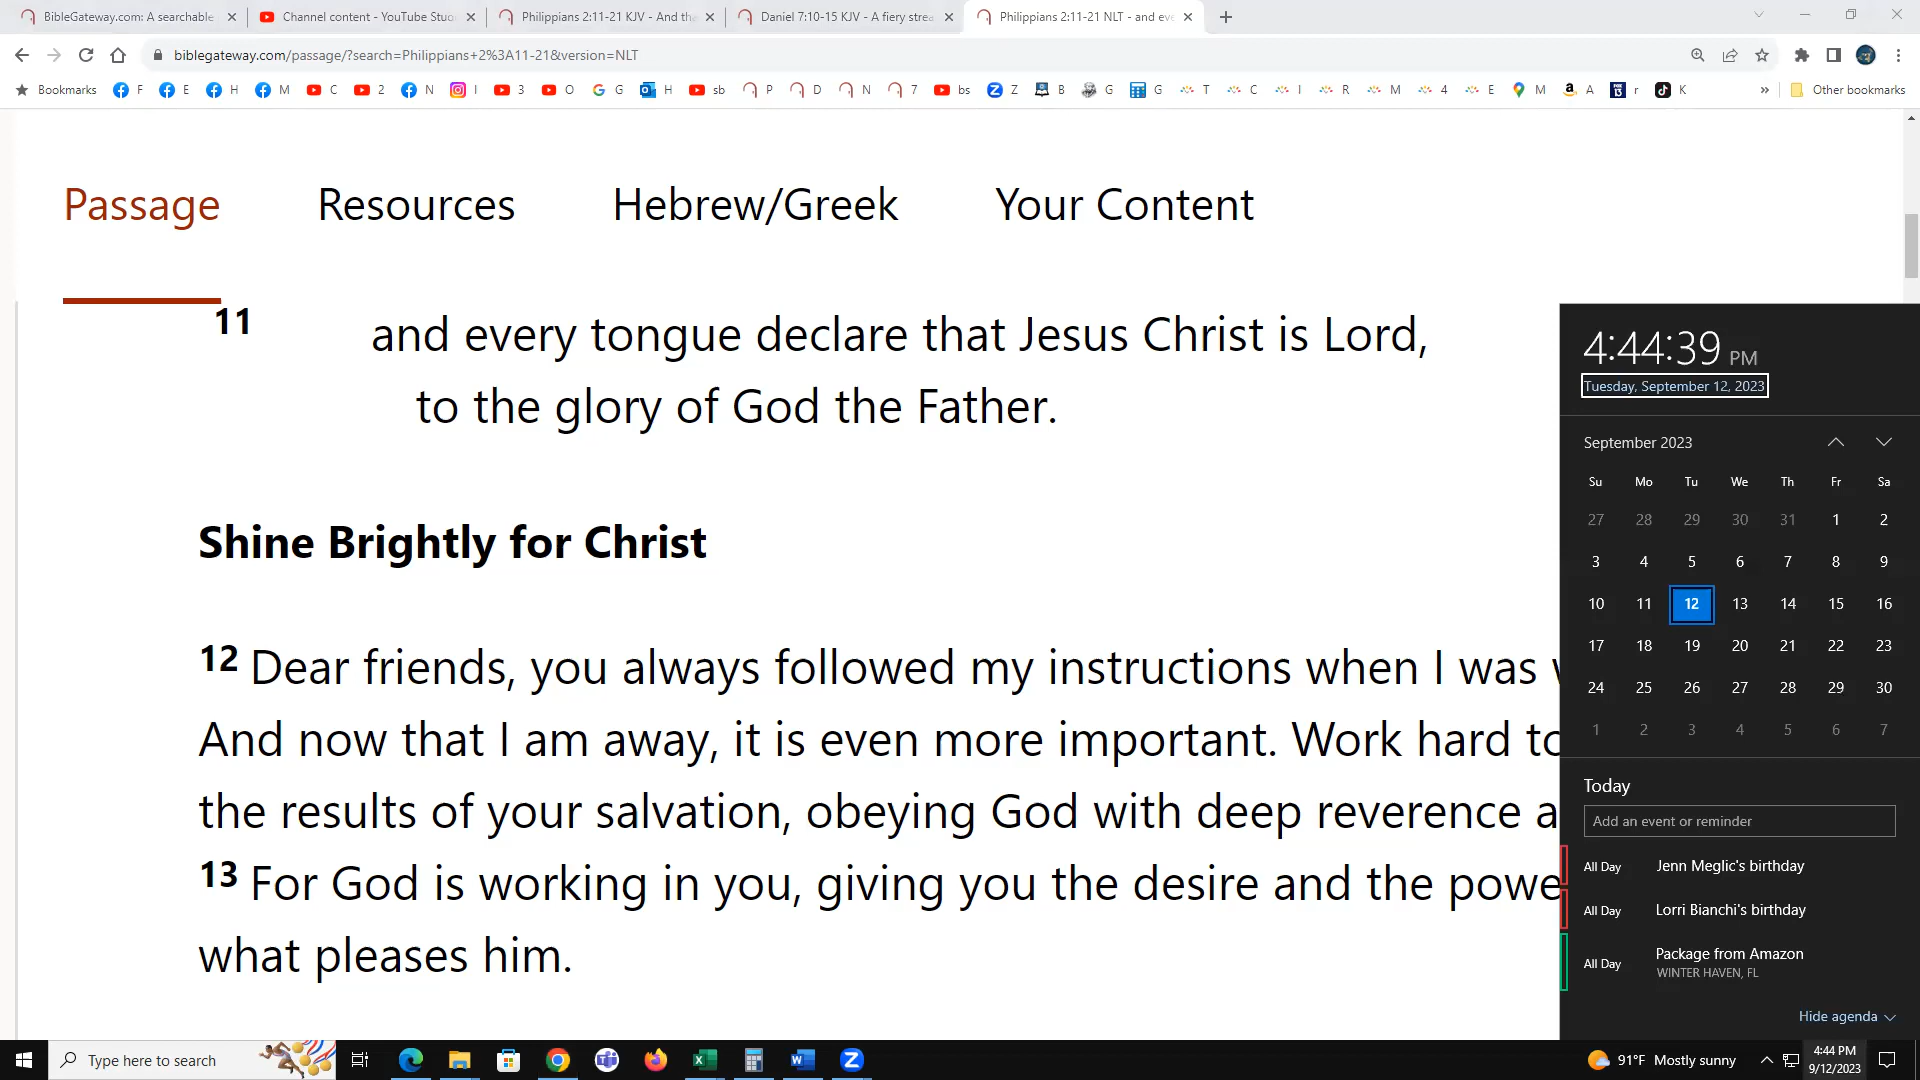 BibleGateway.com: A searchable
Channel content - YouTube Stu
Philippians 2:11-21 KJV - And tha
Daniel 7:10-15 KJV - A fiery strea
Philippians 2:11-21 NLT - and eve
biblegateway.com/passage/?search=Philippians+2%3A11-21&version=NLT
Bookmarks F E H M C 2 N I 3 O G H sb P D N 7 bs Z B G G T C I R M 4 E M A r K » Other bookmarks
Passage Resources Hebrew/Greek Your Content
11 and every tongue declare that Jesus Christ is Lord,
to the glory of God the Father.
Shine Brightly for Christ
12 Dear friends, you always followed my instructions when I was
And now that I am away, it is even more important. Work hard to
the results of your salvation, obeying God with deep reverence a
13 For God is working in you, giving you the desire and the powe
what pleases him.
4:44:39 PM
Tuesday, September 12, 2023
September 2023
Su Mo Tu We Th Fr Sa
27 28 29 30 31 1 2
3 4 5 6 7 8 9
10 11 12 13 14 15 16
17 18 19 20 21 22 23
24 25 26 27 28 29 30
1 2 3 4 5 6 7
Today
Add an event or reminder
All Day Jenn Meglic's birthday
All Day Lorri Bianchi's birthday
All Day Package from Amazon
WINTER HAVEN, FL
Hide agenda
Type here to search
91°F Mostly sunny
4:44 PM
9/12/2023